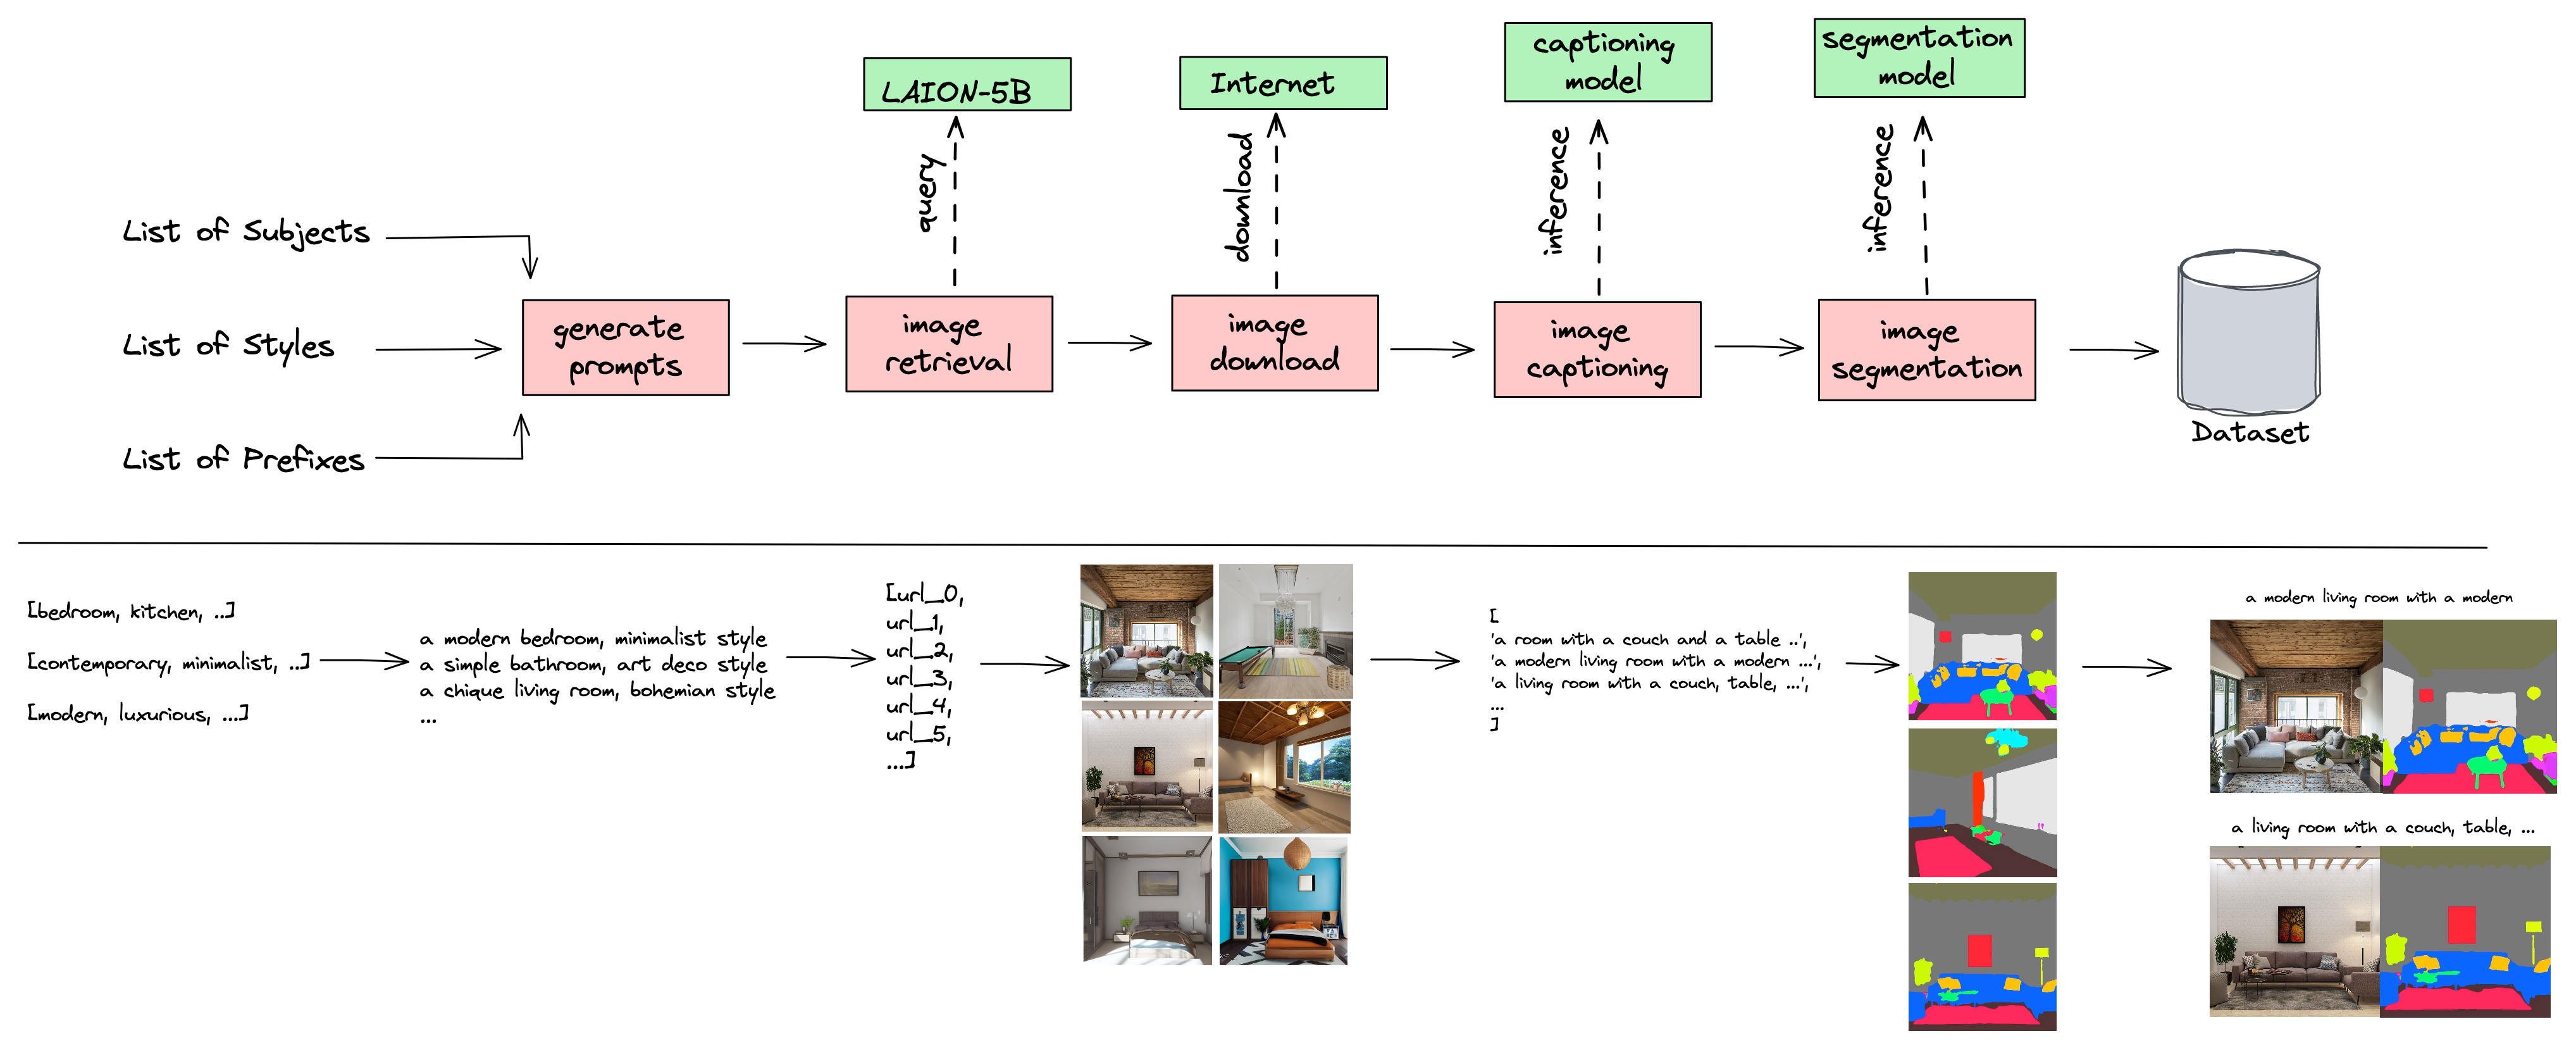 captioning
model
segmentation
model
LAION-5B
Internet
query
download
inference
inference
List of Subjects
List of Styles
List of Prefixes
generate
prompts
image
retrieval
image
download
image
captioning
image
segmentation
Dataset
[bedroom, kitchen, ..]
[contemporary, minimalist, ..]
[modern, luxurious, ...]
a modern bedroom, minimalist style
a simple bathroom, art deco style
a chique living room, bohemian style
...
[url_0,
url_1,
url_2,
url_3,
url_4,
url_5,
...]
[
'a room with a couch and a table ..',
'a modern living room with a modern ...',
'a living room with a couch, table, ...',
...
]
a modern living room with a modern
a living room with a couch, table, ...